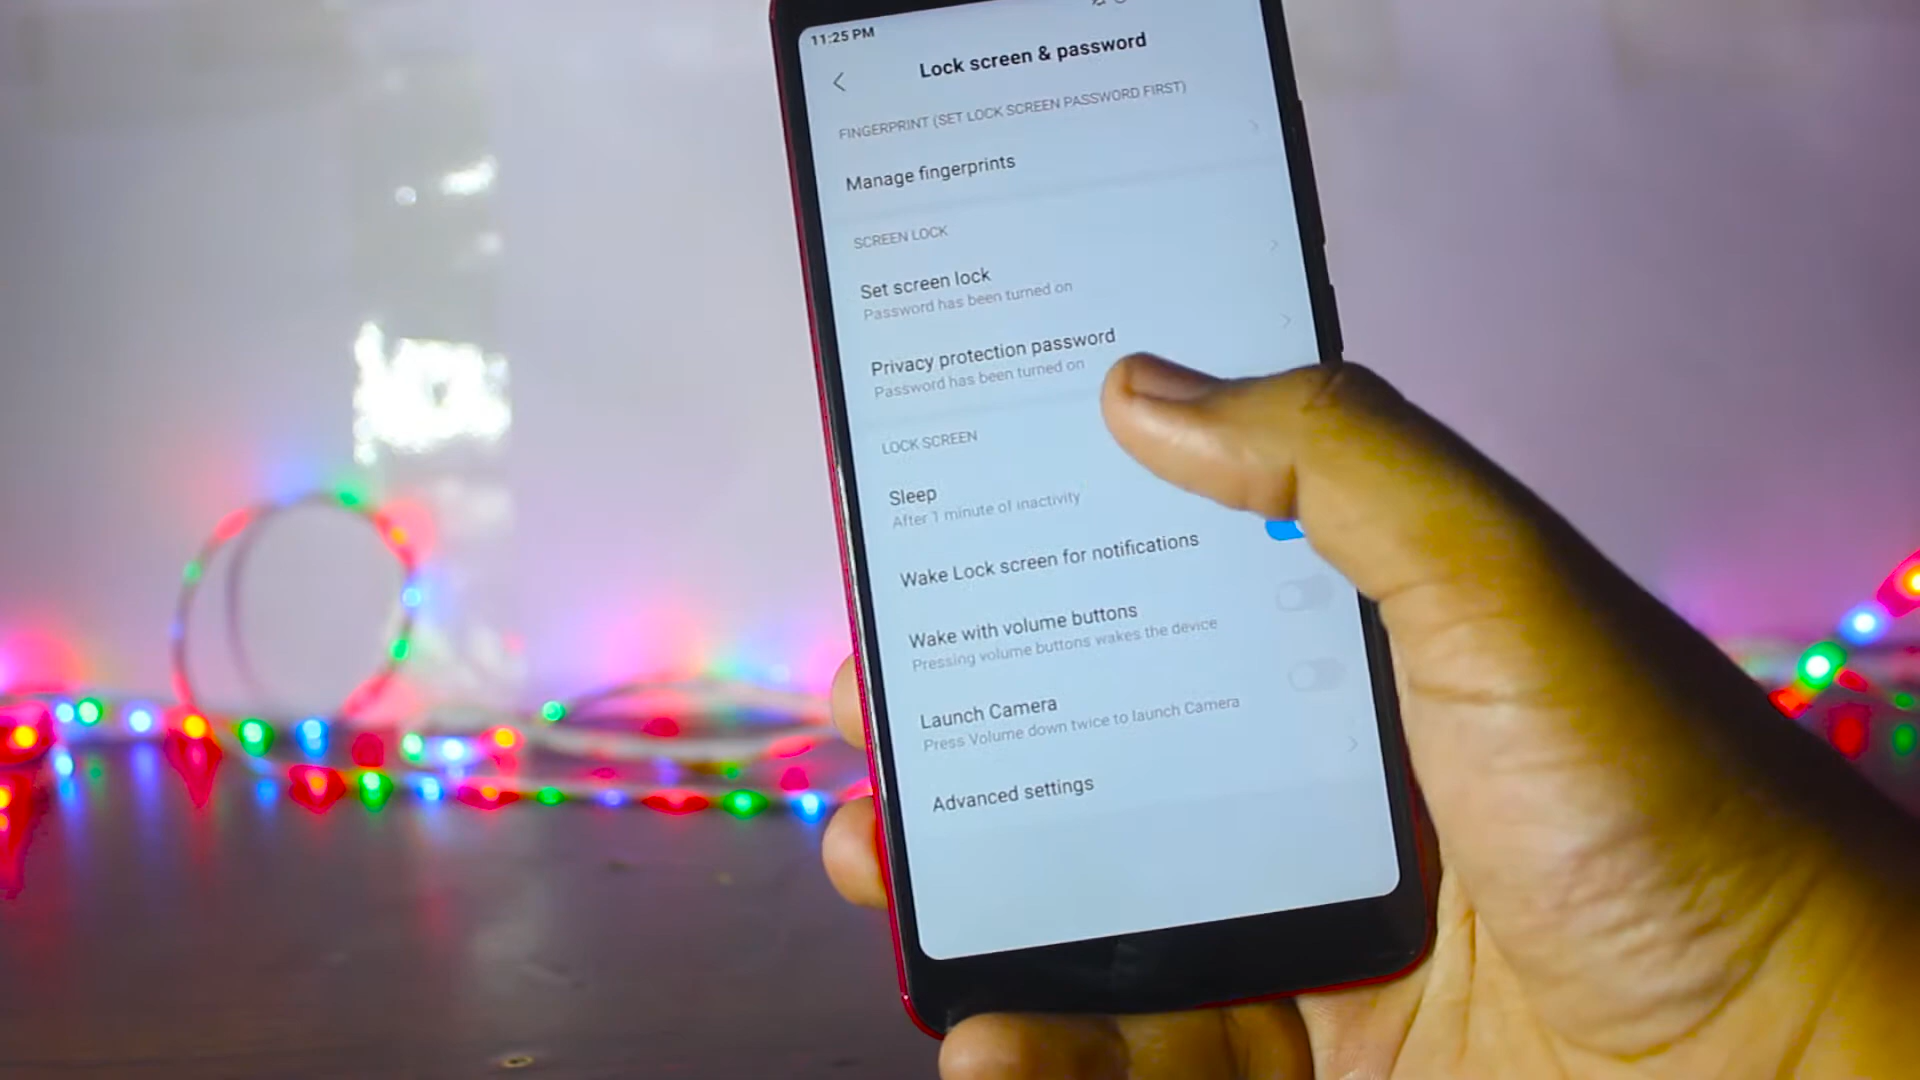 11:25 PM
Lock screen & password
FINGERPRINT (SET LOCK SCREEN PASSWORD FIRST)
Manage fingerprints
SCREEN LOCK
Set screen lock
Password has been turned on
Privacy protection password
Password has been turned on
LOCK SCREEN
Sleep
After 1 minute of inactivity
Wake Lock screen for notifications
Wake with volume buttons
Pressing volume buttons wakes the device
Launch Camera
Press Volume down twice to launch Camera
Advanced settings